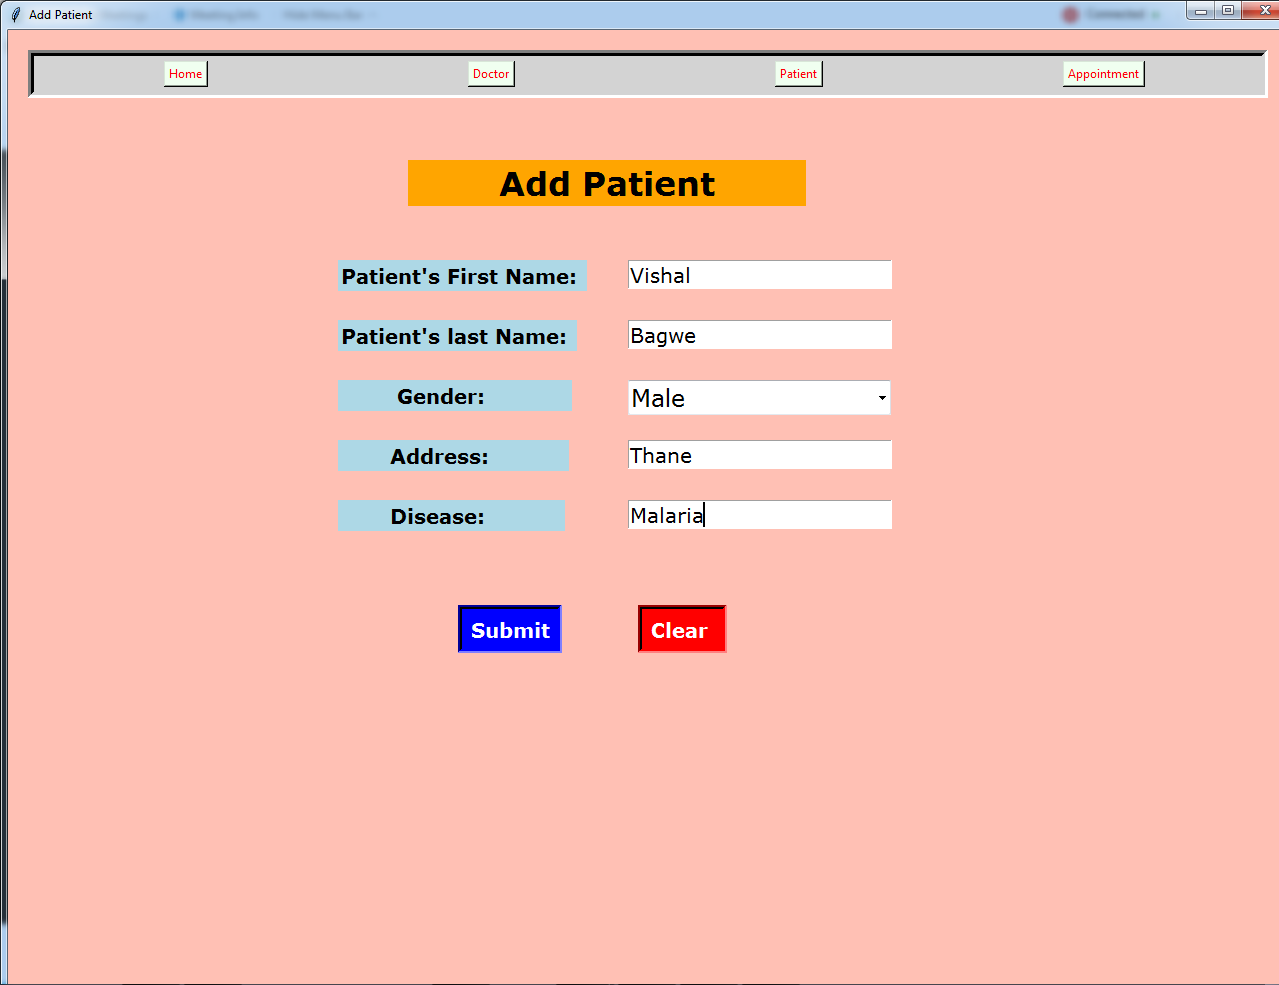 Add Patient
Home Doctor Patient Appointment
Add Patient
Patient's First Name: Vishal
Patient's last Name: Bagwe
Gender: Male
Address: Thane
Disease: Malaria
Submit Clear